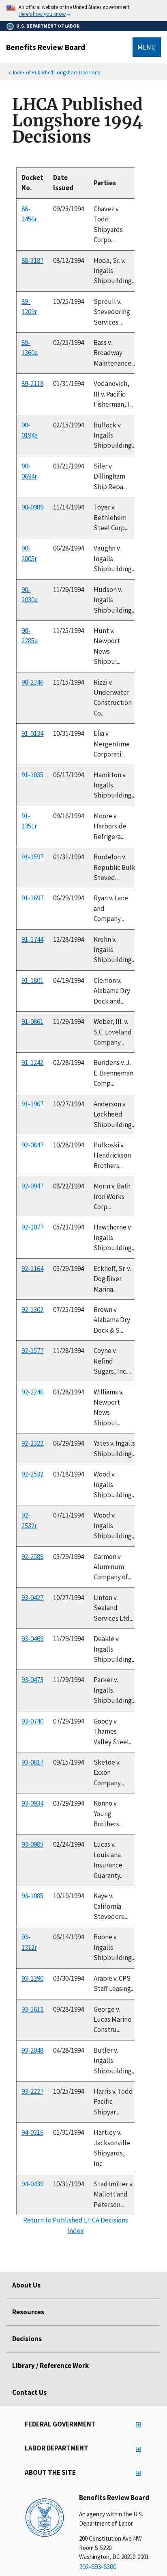 An official website of the United States government.
Here's how you know
U.S. DEPARTMENT OF LABOR
Benefits Review Board
MENU
Index of Published Longshore Decisions
LHCA Published
Longshore 1994
Decisions
Docket No. Date Issued Parties
86-2456r 09/23/1994 Chavez v. Todd Shipyards Corpo...
88-3187 08/12/1994 Hoda, Sr. v. Ingalls Shipbuilding...
89-1209r 10/25/1994 Sproull v. Stevedoring Services...
89-1360a 02/25/1994 Bass v. Broadway Maintenance...
89-2118 01/31/1994 Vodanovich, III v. Pacific Fisherman, I...
90-0194a 02/15/1994 Bullock v. Ingalls Shipbuilding...
90-0694r 03/21/1994 Siler v. Dillingham Ship Repa...
90-0989 11/14/1994 Toyer v. Bethlehem Steel Corp...
90-2005r 06/28/1994 Vaughn v. Ingalls Shipbuilding...
90-2030a 11/29/1994 Hudson v. Ingalls Shipbuilding...
90-2285a 11/25/1994 Hunt v. Newport News Shipbui...
90-2346 11/15/1994 Rizzi v. Underwater Construction Co...
91-0134 10/31/1994 Elia v. Mergentime Corporati...
91-1035 06/17/1994 Hamilton v. Ingalls Shipbuilding...
91-1351r 09/16/1994 Moore v. Harborside Refrigera...
91-1597 01/31/1994 Bordelon v. Republic Bulk Steved...
91-1697 06/29/1994 Ryan v. Lane and Company...
91-1744 12/28/1994 Krohn v. Ingalls Shipbuilding...
91-1801 04/19/1994 Clemon v. Alabama Dry Dock and...
91-0861 11/29/1994 Weber, III. v. S.C. Loveland Company...
91-1242 02/28/1994 Bundens v. J. E. Brenneman Comp...
91-1967 10/27/1994 Anderson v. Lockheed Shipbuilding...
92-0847 10/28/1994 Pulkoski v. Hendrickson Brothers...
92-0947 08/22/1994 Morin v. Bath Iron Works Corp...
92-1077 05/23/1994 Hawthorne v. Ingalls Shipbuilding...
92-1164 03/29/1994 Eckhoff, Sr. v. Dog River Marina...
92-1302 07/25/1994 Brown v. Alabama Dry Dock & S...
92-1577 11/28/1994 Coyne v. Refind Sugars, Inc....
92-2246 03/28/1994 Williams v. Newport News Shipbui...
92-2322 06/29/1994 Yates v. Ingalls Shipbuilding...
92-2532 03/18/1994 Wood v. Ingalls Shipbuilding...
92-2532r 07/13/1994 Wood v. Ingalls Shipbuilding...
92-2589 03/29/1994 Garmon v. Aluminum Company of...
93-0427 10/27/1994 Linton v. Sealand Services Ltd...
93-0469 11/29/1994 Deakle v. Ingalls Shipbuilding...
93-0473 11/29/1994 Parker v. Ingalls Shipbuilding...
93-0740 07/29/1994 Goody v. Thames Valley Steel...
93-0817 09/15/1994 Sketoe v. Exxon Company...
93-0934 03/29/1994 Konno v. Young Brothers...
93-0985 02/24/1994 Lucas v. Louisiana Insurance Guaranty...
93-1085 10/19/1994 Kaye v. California Stevedore...
93-1312r 06/14/1994 Boone v. Ingalls Shipbuilding...
93-1390 03/30/1994 Arabie v. CPS Staff Leasing...
93-1612 09/28/1994 George v. Lucas Marine Constru...
93-2048 04/28/1994 Butler v. Ingalls Shipbuilding...
93-2227 10/25/1994 Harris v. Todd Pacific Shipyar...
94-0316 01/31/1994 Hartley v. Jacksonville Shipyards, Inc.
94-0439 10/31/1994 Stadtmiller v. Mallott and Peterson...
Return to Published LHCA Decisions
Index
About Us
Resources
Decisions
Library / Reference Work
Contact Us
FEDERAL GOVERNMENT
LABOR DEPARTMENT
ABOUT THE SITE
Benefits Review Board
An agency within the U.S.
Department of Labor
200 Constitution Ave NW
Room S-5220
Washington, DC 20210-0001
202-693-6300